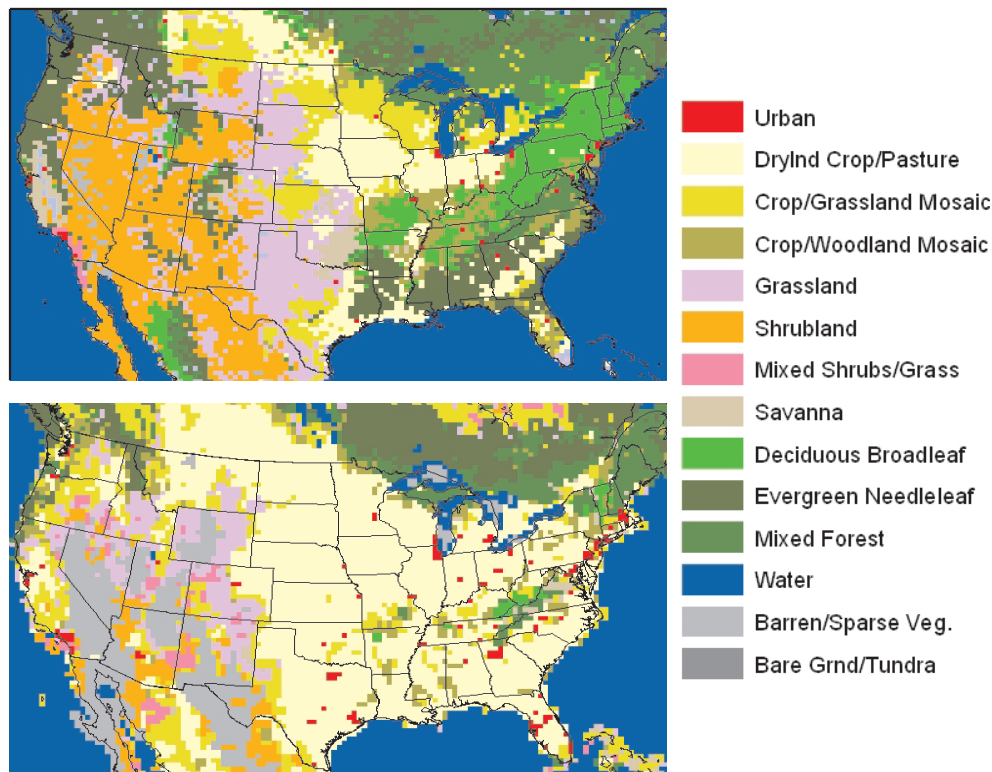 Urban
Drylnd Crop/Pasture
Crop/Grassland Mosaic
Crop/Woodland Mosaic
Grassland
Shrubland
Mixed Shrubs/Grass
Savanna
Deciduous Broadleaf
Evergreen Needleleaf
Mixed Forest
Water
Barren/Sparse Veg.
Bare Grnd/Tundra